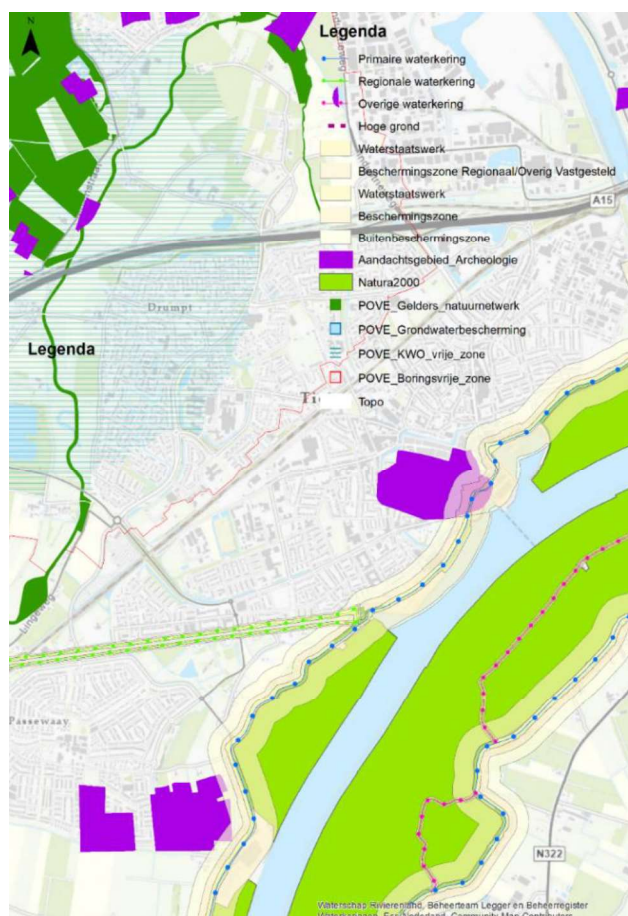 N
Legenda
Primaire waterkering
Regionale waterkering
Overige waterkering
Hoge grond
Waterstaatswerk
Beschermingszone Regionaal/Overig Vastgesteld
Waterstaatswerk
Beschermingszone
Buitenbeschermingszone
Aandachtsgebied_Archeologie
Natura2000
POVE_Gelders_natuurnetwerk
POVE_Grondwaterbescherming
POVE_KWO_vrije_zone
POVE_Boringsvrije_zone
Topo
A15
Drumpt
Legenda
Lingeweg
Passewaay
N322
Waterschap Rivierenland, Beheerteam Legger en Beheerregister